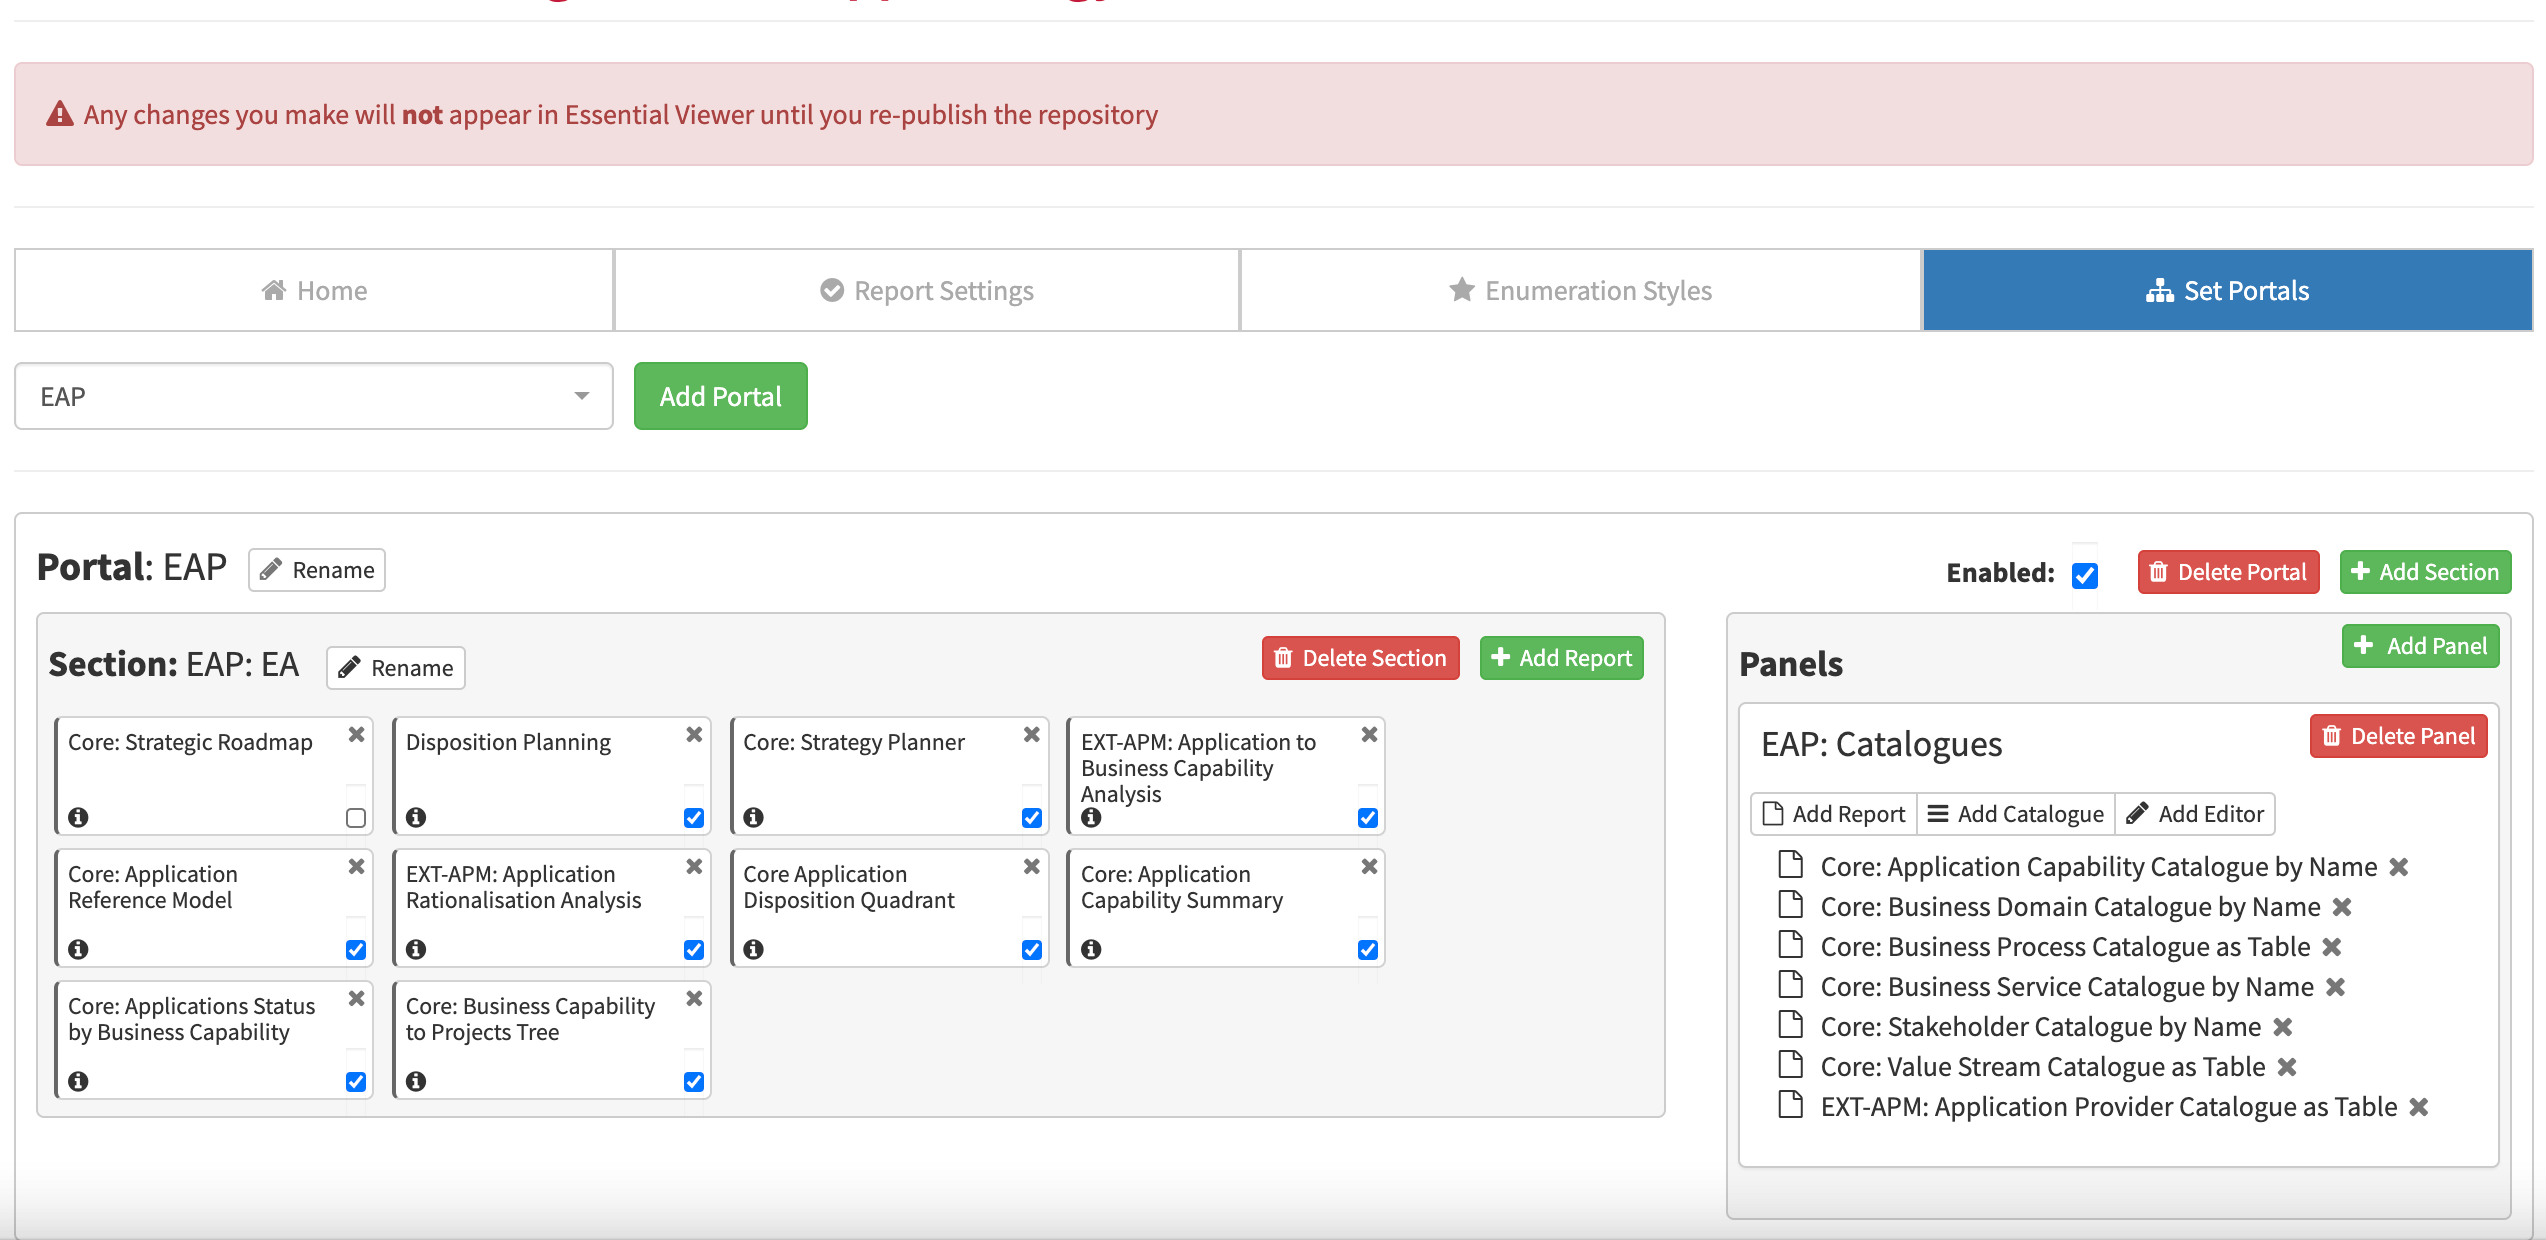 Any changes you make will not appear in Essential Viewer until you re-publish the repository
Home
Report Settings
Enumeration Styles
Set Portals
EAP
Add Portal
Portal: EAP
Rename
Enabled:
Delete Portal
Add Section
Section: EAP: EA
Rename
Delete Section
Add Report
Core: Strategic Roadmap
Disposition Planning
Core: Strategy Planner
EXT-APM: Application to
Business Capability
Analysis
Core: Application
Reference Model
EXT-APM: Application
Rationalisation Analysis
Core Application
Disposition Quadrant
Core: Application
Capability Summary
Core: Applications Status
by Business Capability
Core: Business Capability
to Projects Tree
Panels
Add Panel
EAP: Catalogues
Delete Panel
Add Report
Add Catalogue
Add Editor
Core: Application Capability Catalogue by Name
Core: Business Domain Catalogue by Name
Core: Business Process Catalogue as Table
Core: Business Service Catalogue by Name
Core: Stakeholder Catalogue by Name
Core: Value Stream Catalogue as Table
EXT-APM: Application Provider Catalogue as Table